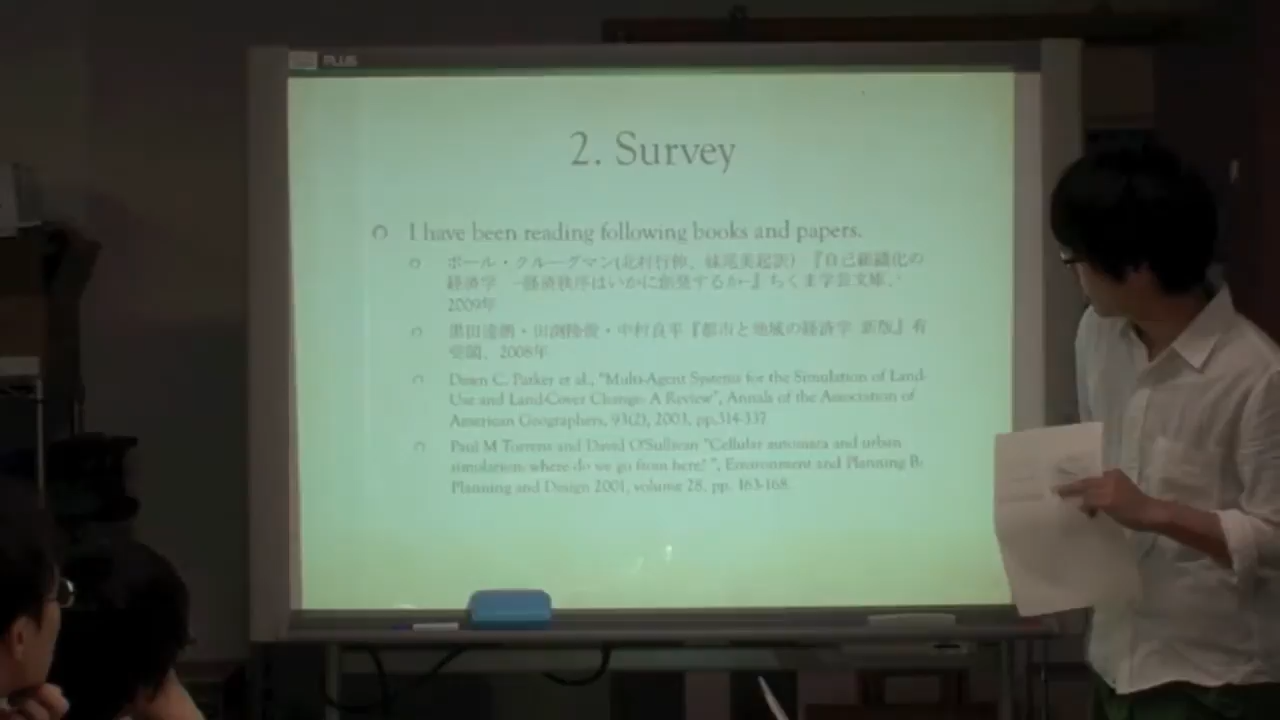 PLUS
2. Survey
I have been reading following books and papers.
ポール・クルーグマン(北村行伸、妹尾美起訳) 『自己組織化の
経済学 -経済秩序はいかに創発するか-』ちくま学芸文庫、
2009年
黒田達朗・田渕隆俊・中村良平『都市と地域の経済学 新版』有
斐閣、2008年
Dawn C. Parker et al., "Multi-Agent Systems for the Simulation of Land-
Use and Land-Cover Change: A Review", Annals of the Association of
American Geographers, 93(2), 2003, pp.314-337
Paul M Torrens and David O'Sullivan "Cellular automata and urban
simulation: where do we go from here? ", Environment and Planning B:
Planning and Design 2001, volume 28, pp. 163-168.